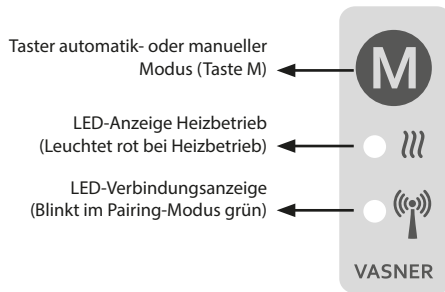 Taster automatik- oder manueller
Modus (Taste M)
M
LED-Anzeige Heizbetrieb
(Leuchtet rot bei Heizbetrieb)
LED-Verbindungsanzeige
(Blinkt im Pairing-Modus grün)
VASNER